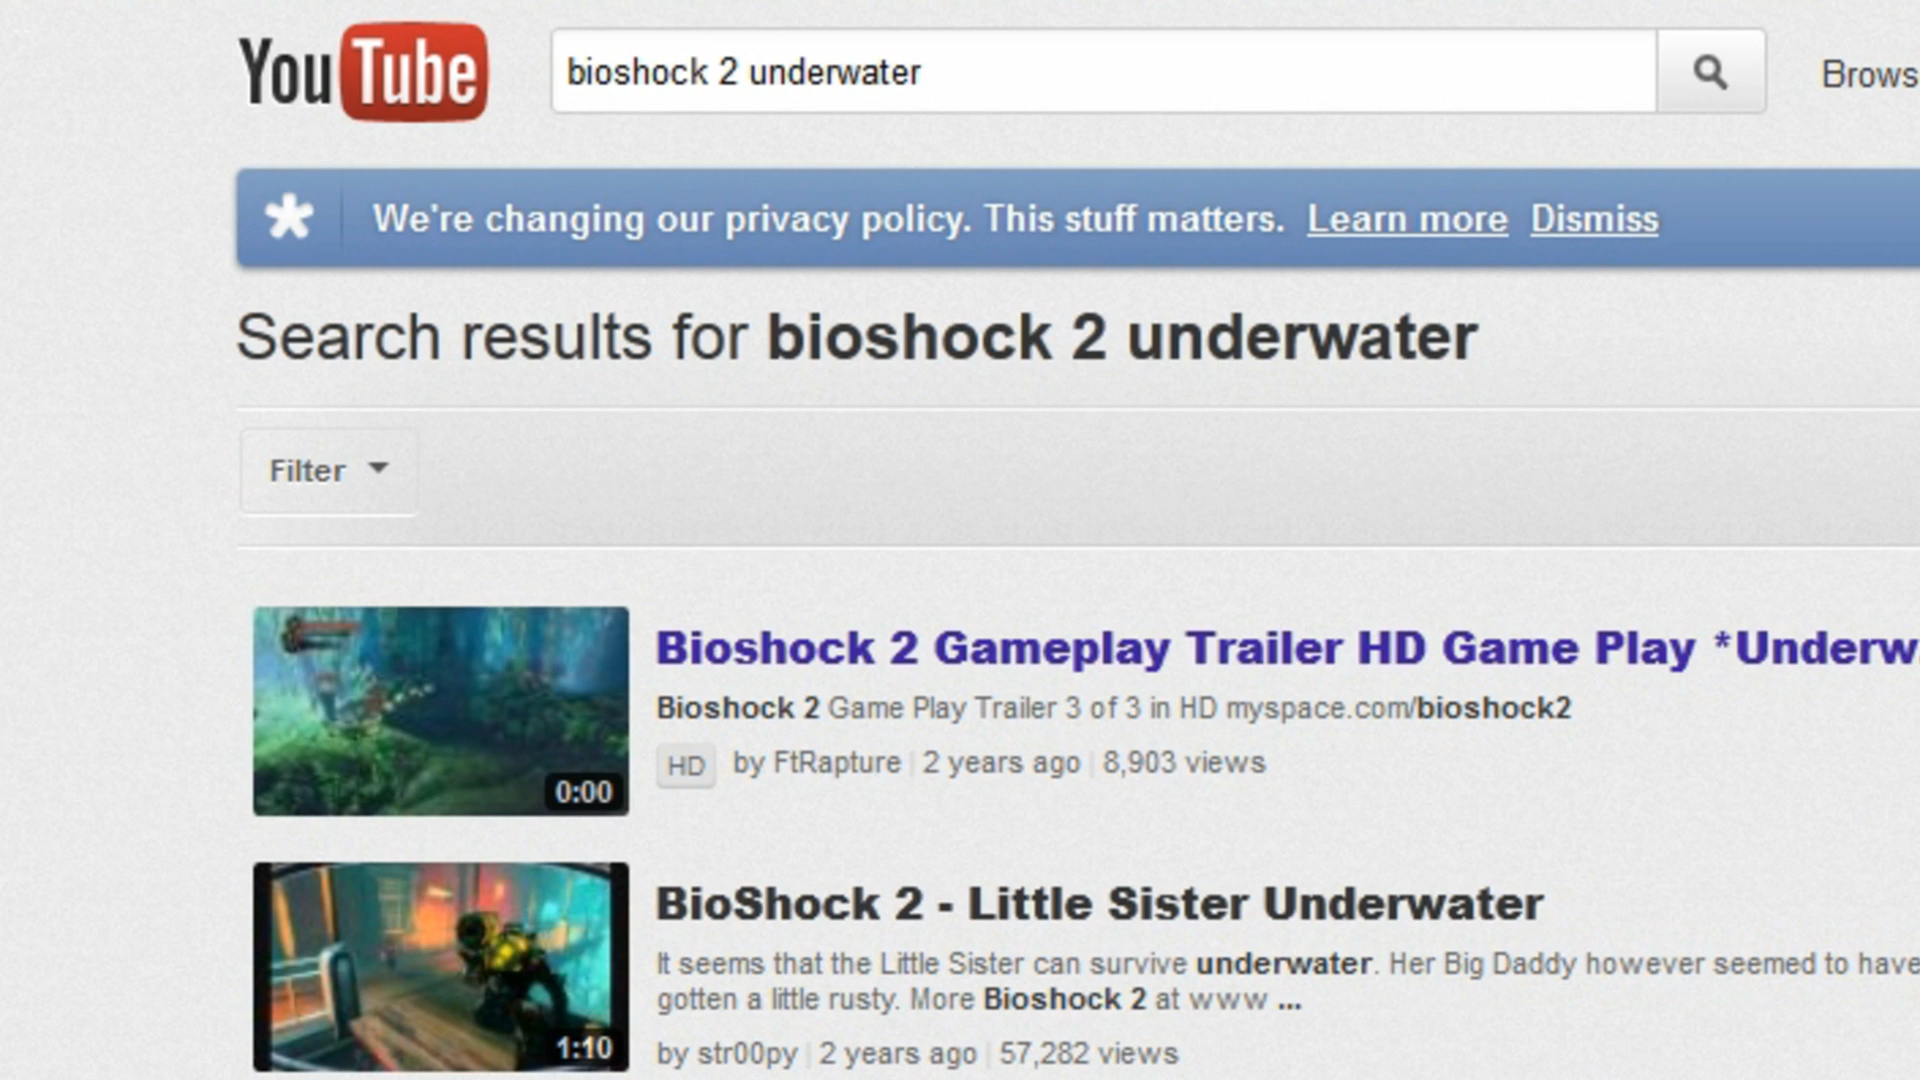 YouTube
bioshock 2 underwater
Brows
We're changing our privacy policy. This stuff matters. Learn more Dismiss
Search results for bioshock 2 underwater
Filter
Bioshock 2 Gameplay Trailer HD Game Play *Underw
Bioshock 2 Game Play Trailer 3 of 3 in HD myspace.com/bioshock2
HD by FtRapture 2 years ago 8,903 views
0:00
BioShock 2 - Little Sister Underwater
It seems that the Little Sister can survive underwater. Her Big Daddy however seemed to have
gotten a little rusty. More Bioshock 2 at www ...
by str00py 2 years ago 57,282 views
1:10